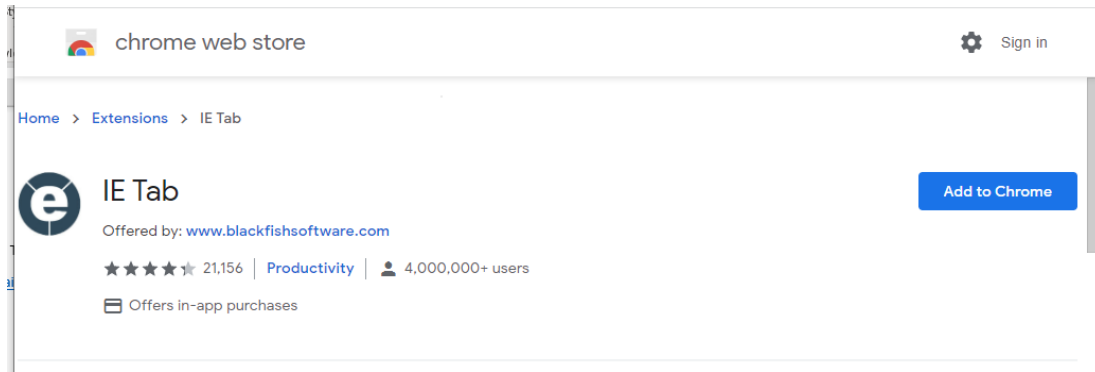 chrome web store
Sign in
Home > Extensions > IE Tab
IE Tab
Add to Chrome
Offered by: www.blackfishsoftware.com
21,156 | Productivity | 4,000,000+ users
Offers in-app purchases